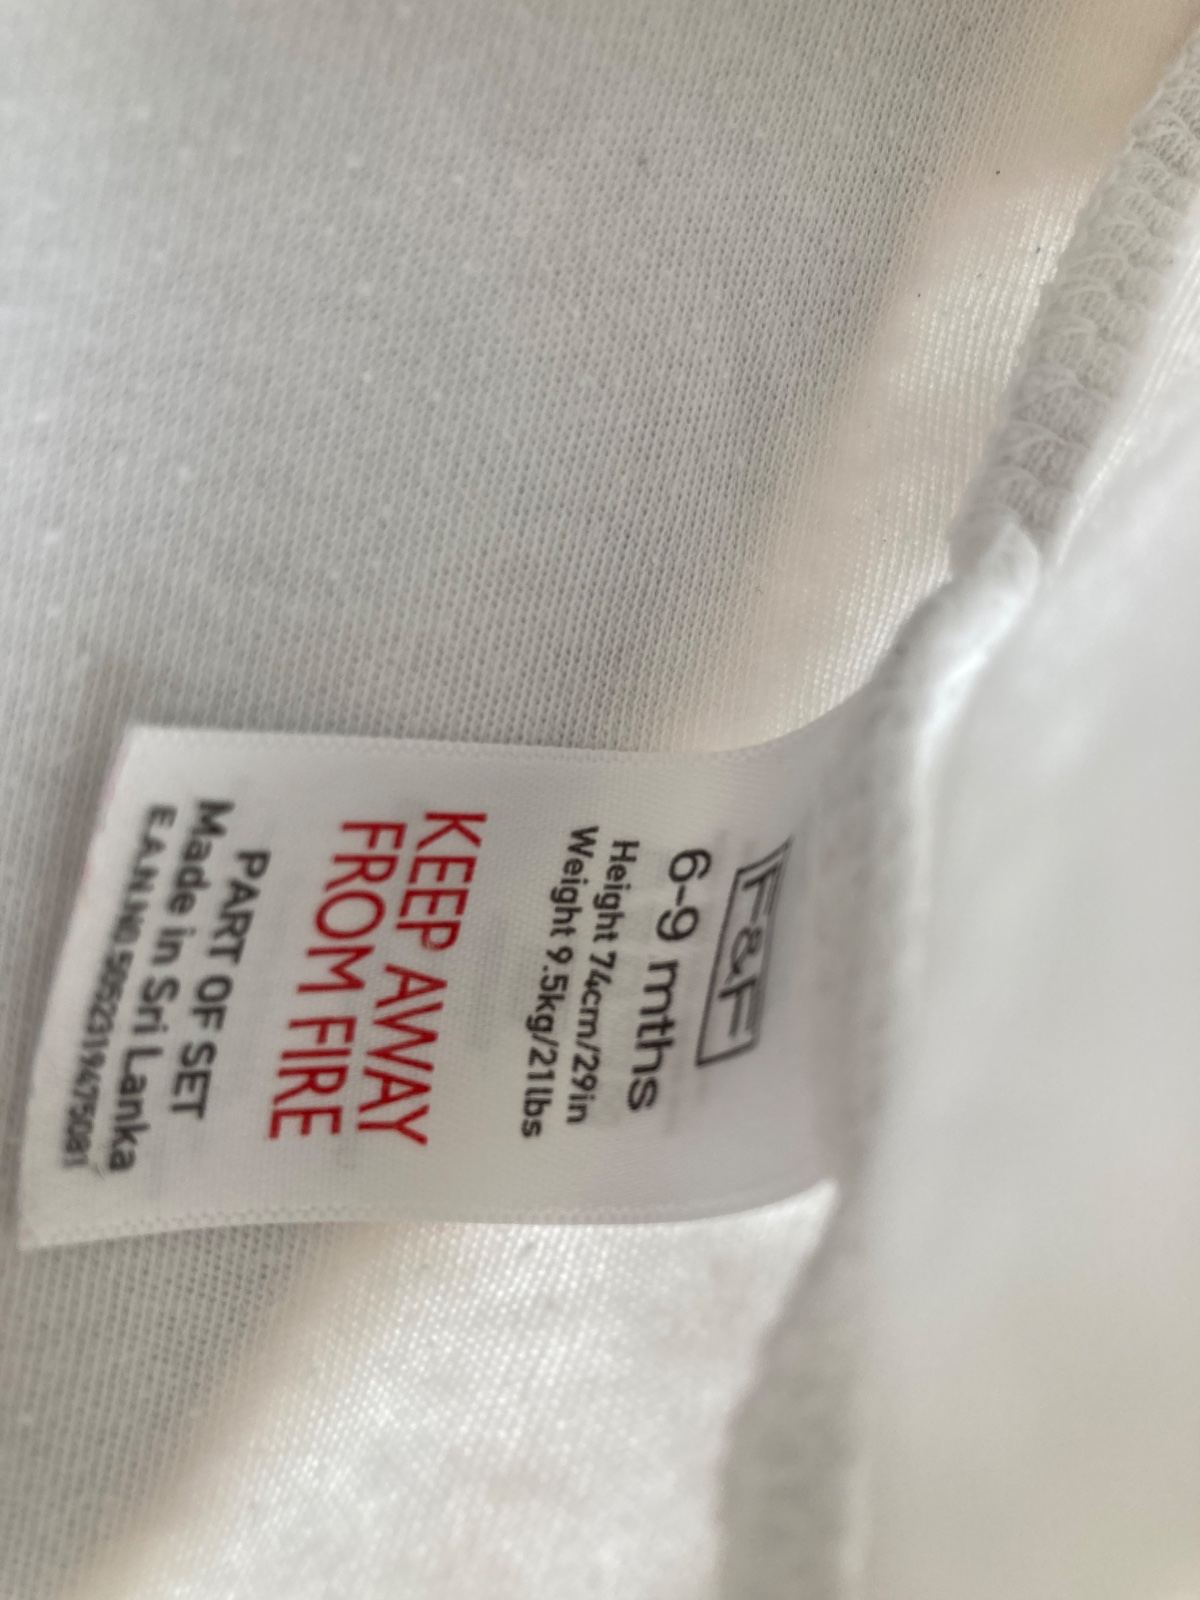 F&F
6-9 mths
Height 74cm/29in
Weight 9.5kg/21lbs
KEEP AWAY
FROM FIRE
PART OF SET
Made in Sri Lanka
E.A.N.NO.